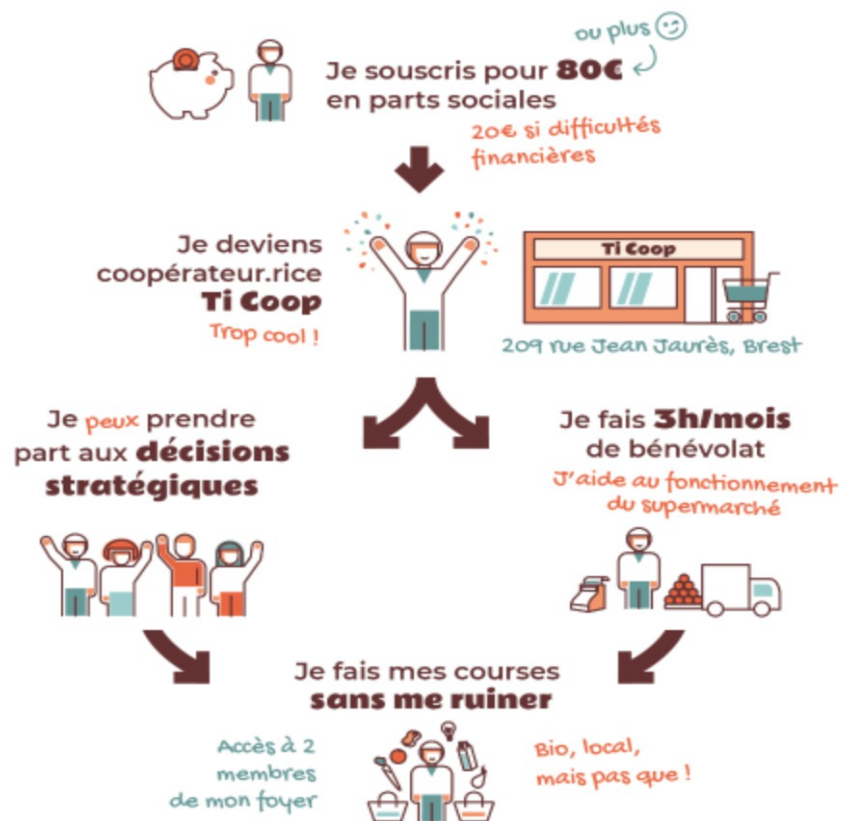 ou plus
Je souscris pour 80€
en parts sociales
20€ si difficultés
financières
Je deviens
coopérateur.rice
Ti Coop
Trop cool !
Ti Coop
209 rue Jean Jaurès, Brest
Je peux prendre
part aux décisions
stratégiques
Je fais 3h/mois
de bénévolat
J'aide au fonctionnement
du supermarché
Je fais mes courses
sans me ruiner
Accès à 2
membres
de mon foyer
Bio, local,
mais pas que !